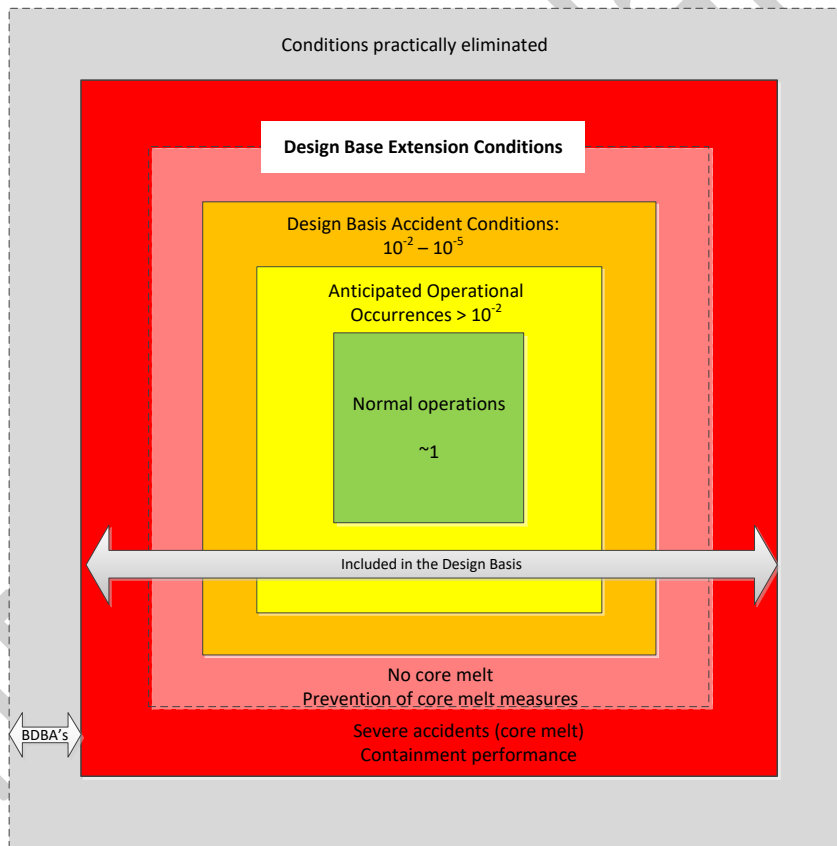 Conditions practically eliminated
Design Base Extension Conditions
Design Basis Accident Conditions:
10⁻² – 10⁻⁵
Anticipated Operational
Occurrences > 10⁻²
Normal operations
~1
Included in the Design Basis
No core melt
Prevention of core melt measures
BDBA's
Severe accidents (core melt)
Containment performance